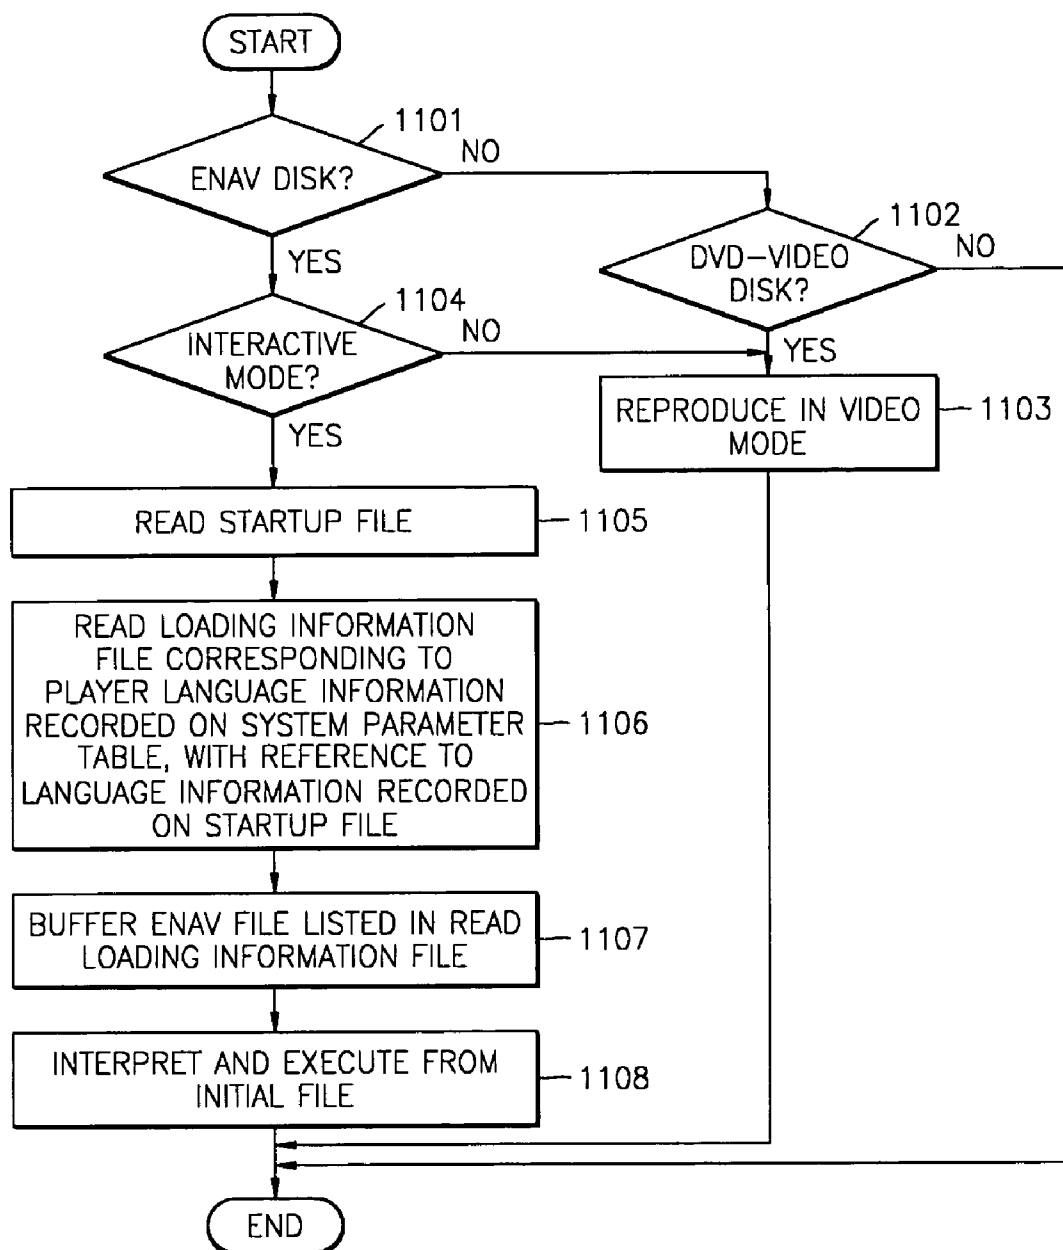 START
1101
ENAV DISK?
NO
YES
1102
DVD-VIDEO
DISK?
NO
YES
1104
INTERACTIVE
MODE?
NO
YES
REPRODUCE IN VIDEO
MODE
1103
READ STARTUP FILE
1105
READ LOADING INFORMATION
FILE CORRESPONDING TO
PLAYER LANGUAGE INFORMATION
RECORDED ON SYSTEM PARAMETER
TABLE, WITH REFERENCE TO
LANGUAGE INFORMATION RECORDED
ON STARTUP FILE
1106
BUFFER ENAV FILE LISTED IN READ
LOADING INFORMATION FILE
1107
INTERPRET AND EXECUTE FROM
INITIAL FILE
1108
END